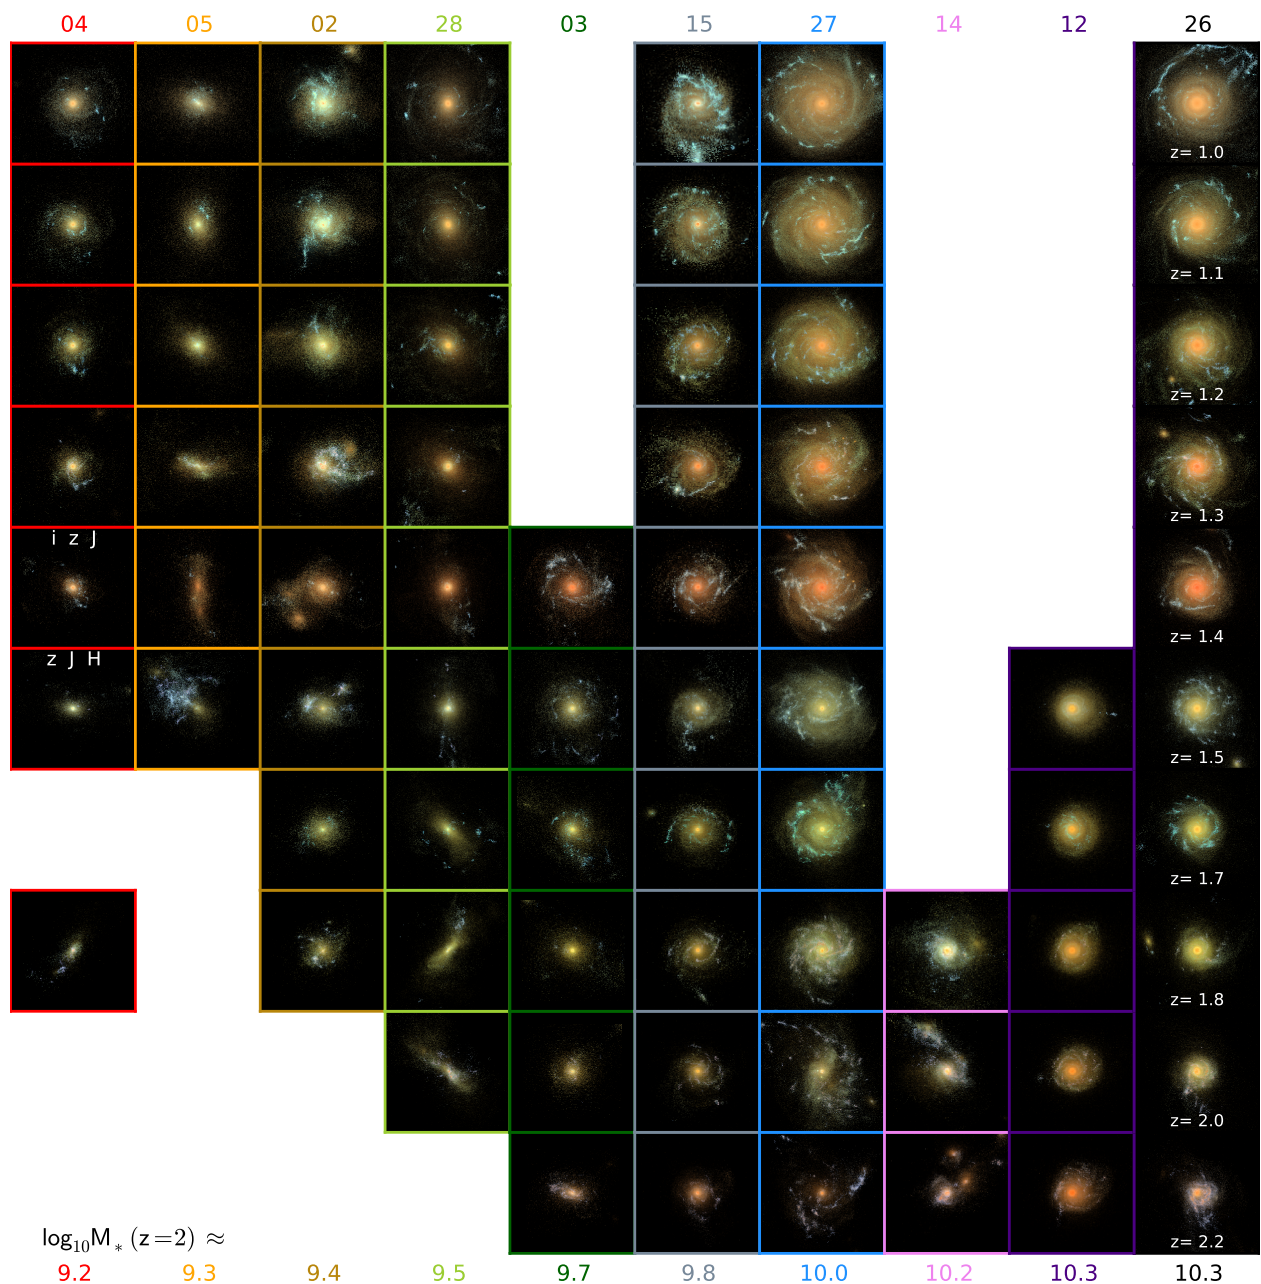 04 05 02 28 03 15 27 14 12 26
z= 1.0
z= 1.1
z= 1.2
z= 1.3
i z J
z= 1.4
z J H
z= 1.5
z= 1.7
z= 1.8
z= 2.0
log₁₀M∗(z=2) ≈
z= 2.2
9.2 9.3 9.4 9.5 9.7 9.8 10.0 10.2 10.3 10.3